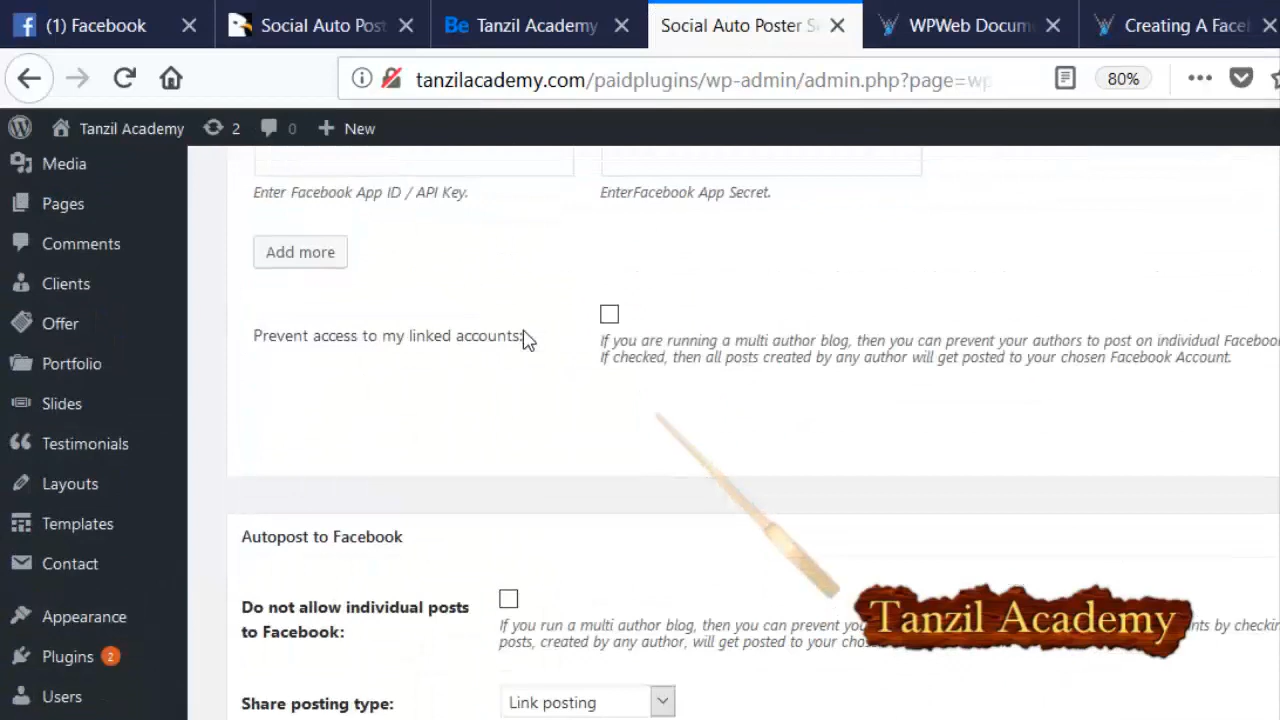 (1) Facebook
Social Auto Post
Be Tanzil Academy
Social Auto Poster S
WPWeb Docum
Creating A Face
tanzilacademy.com/paidplugins/wp-admin/admin.php?page=wp
80%
Tanzil Academy
2
0
+ New
Media
Pages
Comments
Clients
Offer
Portfolio
Slides
Testimonials
Layouts
Templates
Contact
Appearance
Plugins 2
Users
Enter Facebook App ID / API Key.
EnterFacebook App Secret.
Add more
Prevent access to my linked accounts:
If you are running a multi author blog, then you can prevent your authors to post on individual Faceboo
If checked, then all posts created by any author will get posted to your chosen Facebook Account.
Autopost to Facebook
Do not allow individual posts
to Facebook:
If you run a multi author blog, then you can prevent yo nts by checkin
posts, created by any author, will get posted to your chos
Share posting type:
Link posting
Tanzil Academy